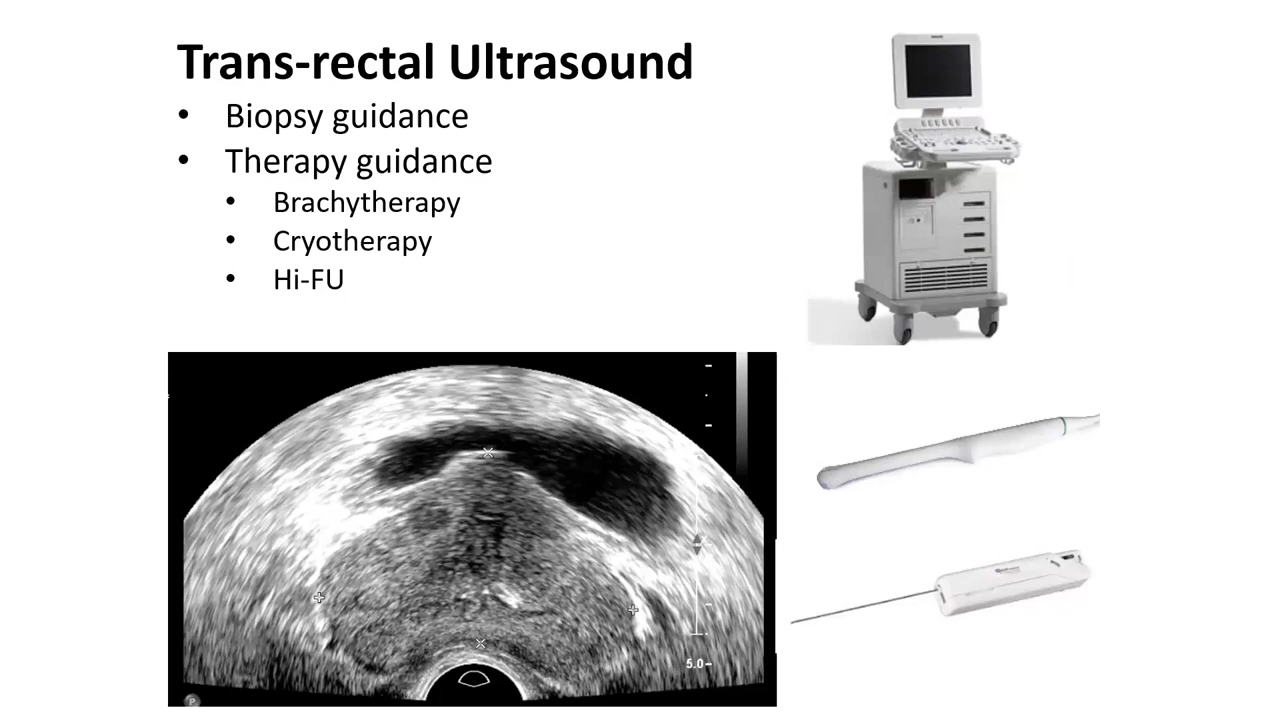 Trans-rectal Ultrasound
• Biopsy guidance
• Therapy guidance
• Brachytherapy
• Cryotherapy
• Hi-FU
5.0
P